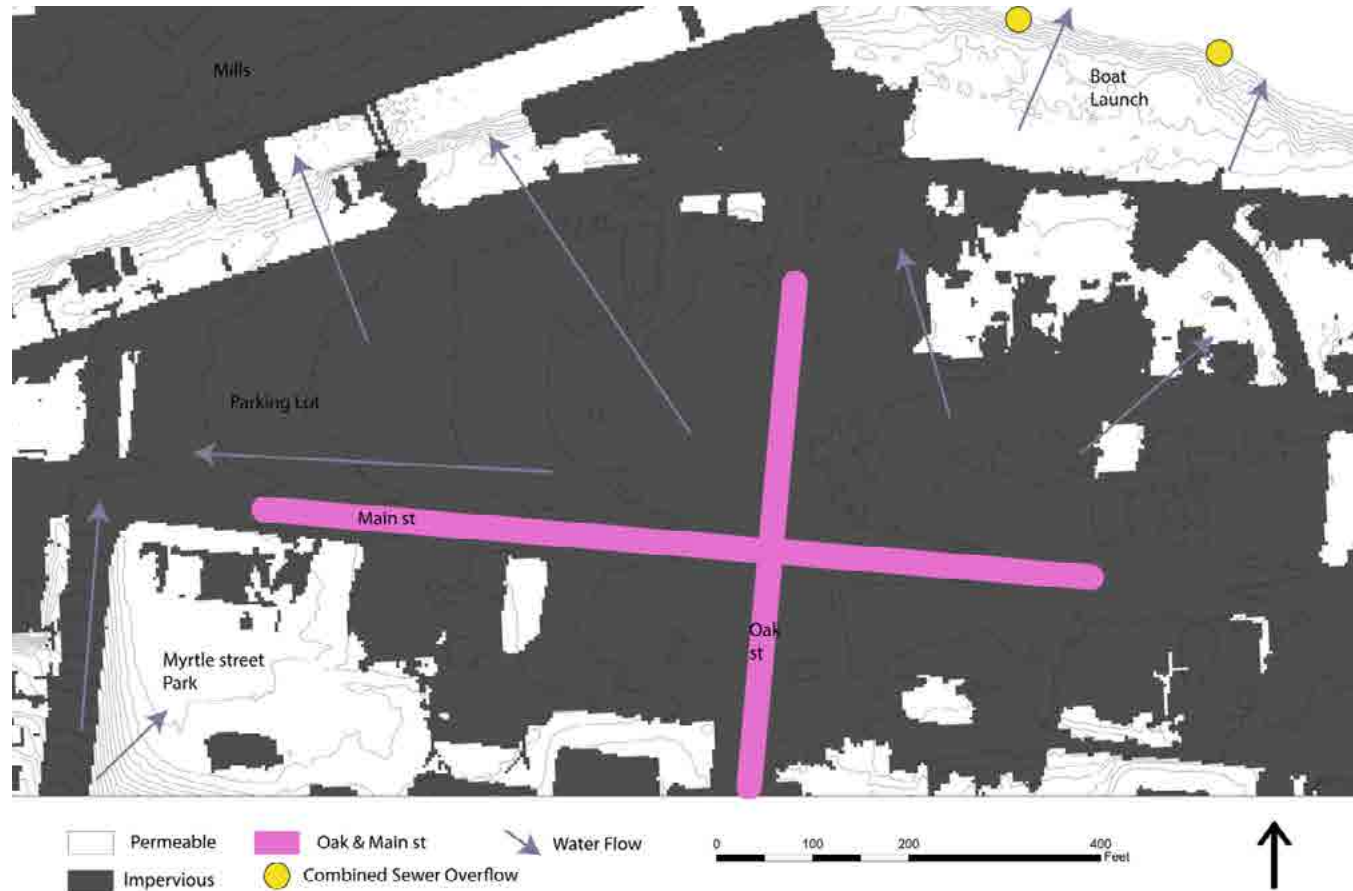 Mills
Boat
Launch
Parking Lot
Main st
Oak
st
Myrtle street
Park
Permeable
Oak & Main st
Water Flow
0
200
400
Feet
Impervious
Combined Sewer Overflow